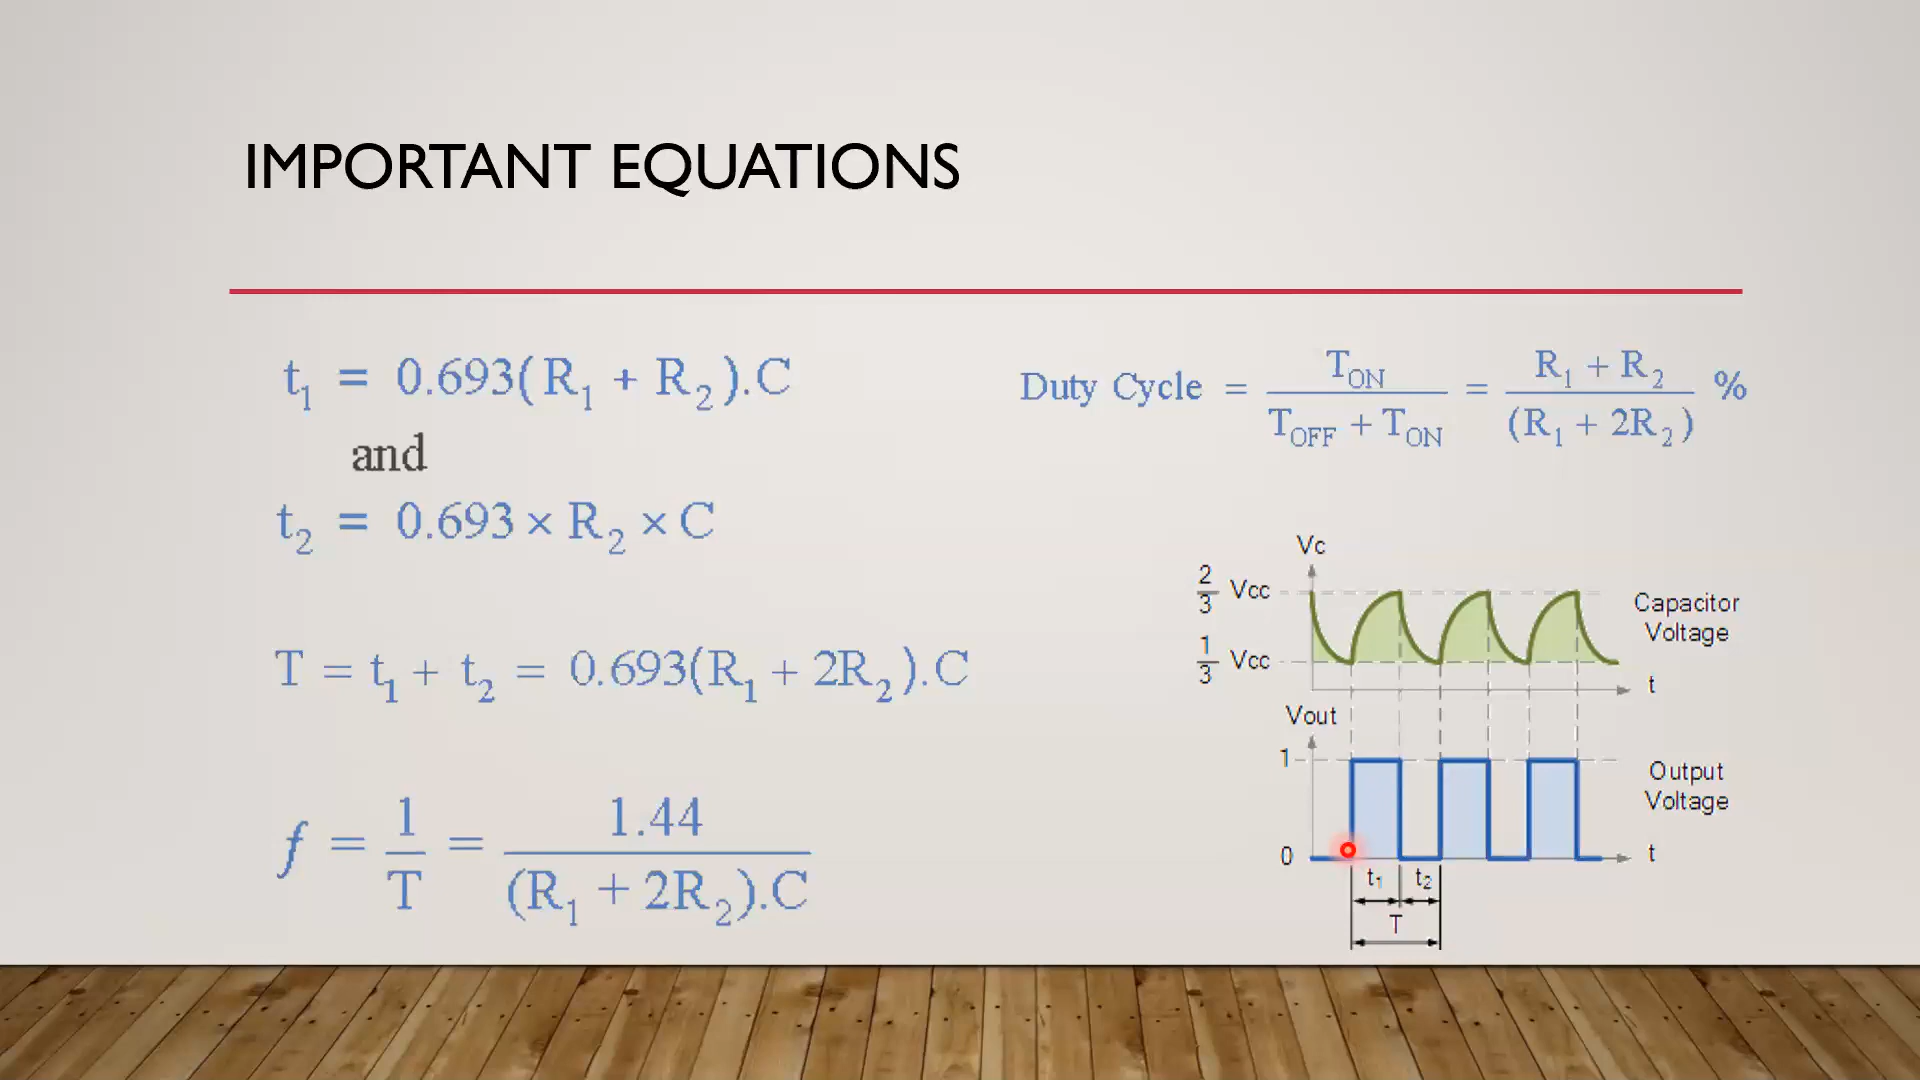 IMPORTANT EQUATIONS
t₁ = 0.693(R₁ + R₂).C
and
t₂ = 0.693 × R₂ × C
T = t₁ + t₂ = 0.693(R₁ + 2R₂).C
f = 1/T = 1.44/(R₁ + 2R₂).C
Duty Cycle = T_ON/(T_OFF + T_ON) = R₁ + R₂/(R₁ + 2R₂) %
Vc
2/3 Vcc
1/3 Vcc
Capacitor
Voltage
t
Vout
1
0
Output
Voltage
t
t₁ t₂
T